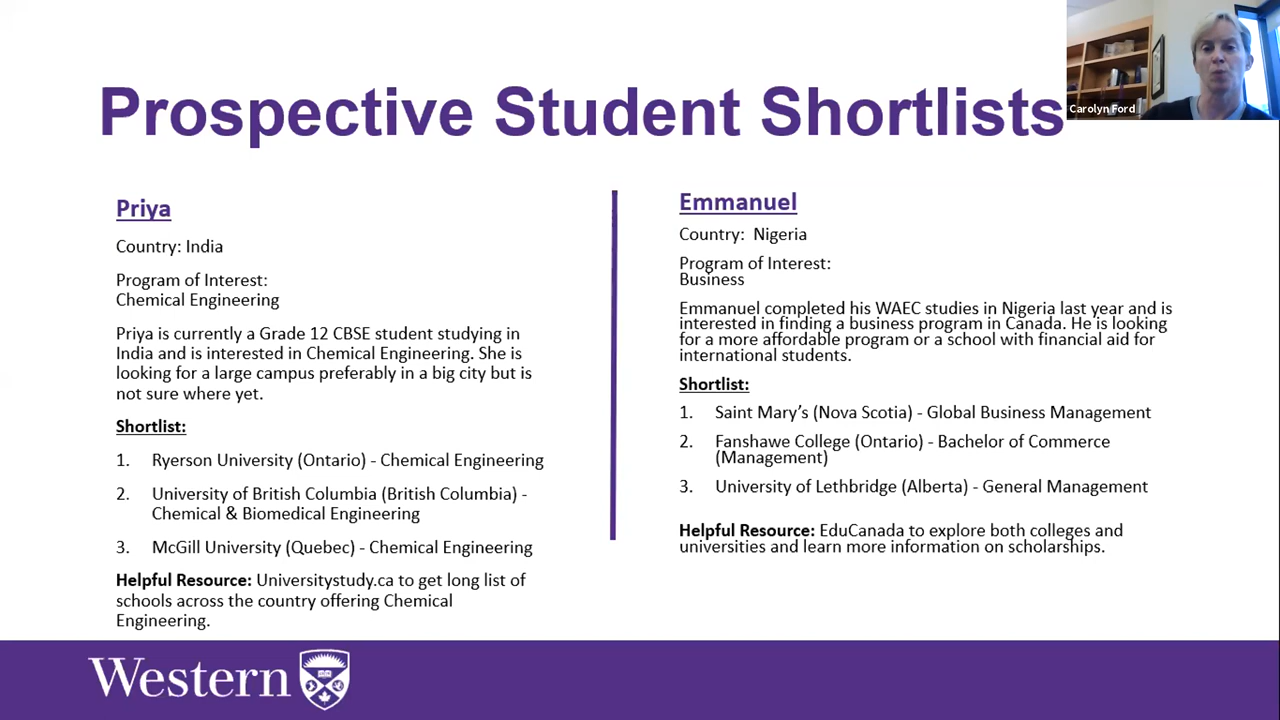 Prospective Student Shortlists
Carolyn Ford
Priya
Country: India
Program of Interest:
Chemical Engineering
Priya is currently a Grade 12 CBSE student studying in
India and is interested in Chemical Engineering. She is
looking for a large campus preferably in a big city but is
not sure where yet.
Shortlist:
1. Ryerson University (Ontario) - Chemical Engineering
2. University of British Columbia (British Columbia) -
Chemical & Biomedical Engineering
3. McGill University (Quebec) - Chemical Engineering
Helpful Resource: Universitystudy.ca to get long list of
schools across the country offering Chemical
Engineering.
Emmanuel
Country: Nigeria
Program of Interest:
Business
Emmanuel completed his WAEC studies in Nigeria last year and is
interested in finding a business program in Canada. He is looking
for a more affordable program or a school with financial aid for
international students.
Shortlist:
1. Saint Mary’s (Nova Scotia) - Global Business Management
2. Fanshawe College (Ontario) - Bachelor of Commerce
(Management)
3. University of Lethbridge (Alberta) - General Management
Helpful Resource: EduCanada to explore both colleges and
universities and learn more information on scholarships.
Western